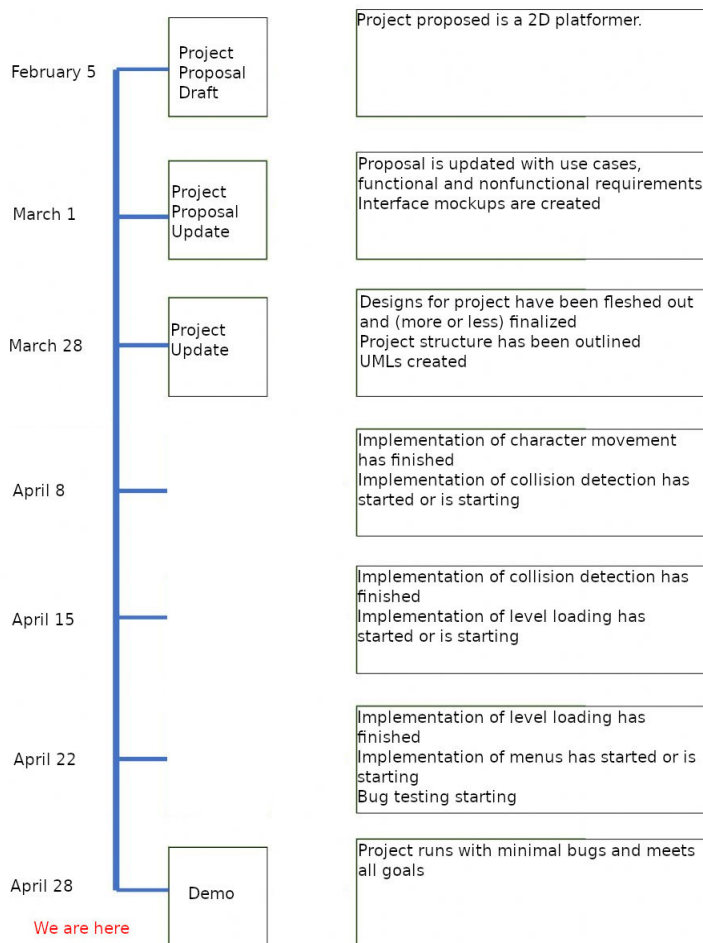 February 5
Project
Proposal
Draft
Project proposed is a 2D platformer.
March 1
Project
Proposal
Update
Proposal is updated with use cases,
functional and nonfunctional requirements
Interface mockups are created
March 28
Project
Update
Designs for project have been fleshed out
and (more or less) finalized
Project structure has been outlined
UMLs created
April 8
Implementation of character movement
has finished
Implementation of collision detection has
started or is starting
April 15
Implementation of collision detection has
finished
Implementation of level loading has
started or is starting
April 22
Implementation of level loading has
finished
Implementation of menus has started or is
starting
Bug testing starting
April 28
Demo
Project runs with minimal bugs and meets
all goals
We are here